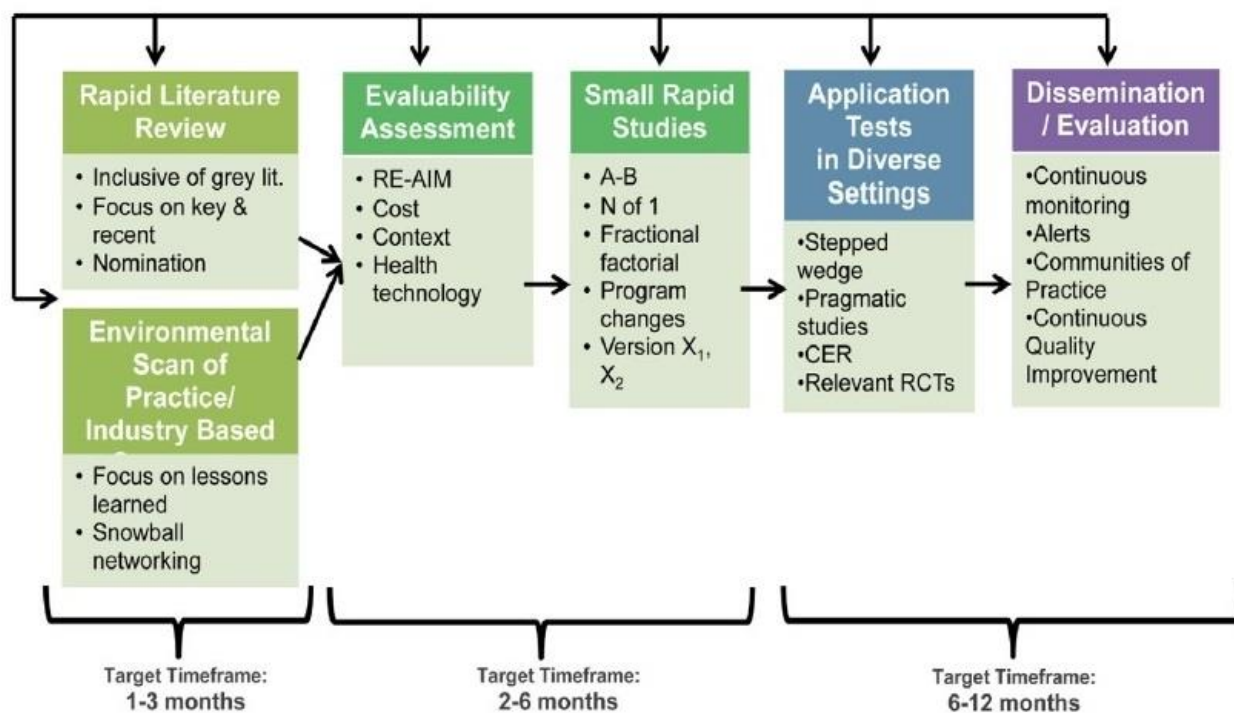 Rapid Literature
Review
• Inclusive of grey lit.
• Focus on key &
recent
• Nomination
Environmental
Scan of
Practice/
Industry Based
• Focus on lessons
learned
• Snowball
networking
Evaluability
Assessment
• RE-AIM
• Cost
• Context
• Health
technology
Small Rapid
Studies
• A-B
• N of 1
• Fractional
factorial
• Program
changes
• Version X₁,
X₂
Application
Tests
in Diverse
Settings
•Stepped
wedge
•Pragmatic
studies
•CER
•Relevant RCTs
Dissemination
/ Evaluation
•Continuous
monitoring
•Alerts
•Communities of
Practice
•Continuous
Quality
Improvement
Target Timeframe:
1-3 months
Target Timeframe:
2-6 months
Target Timeframe:
6-12 months